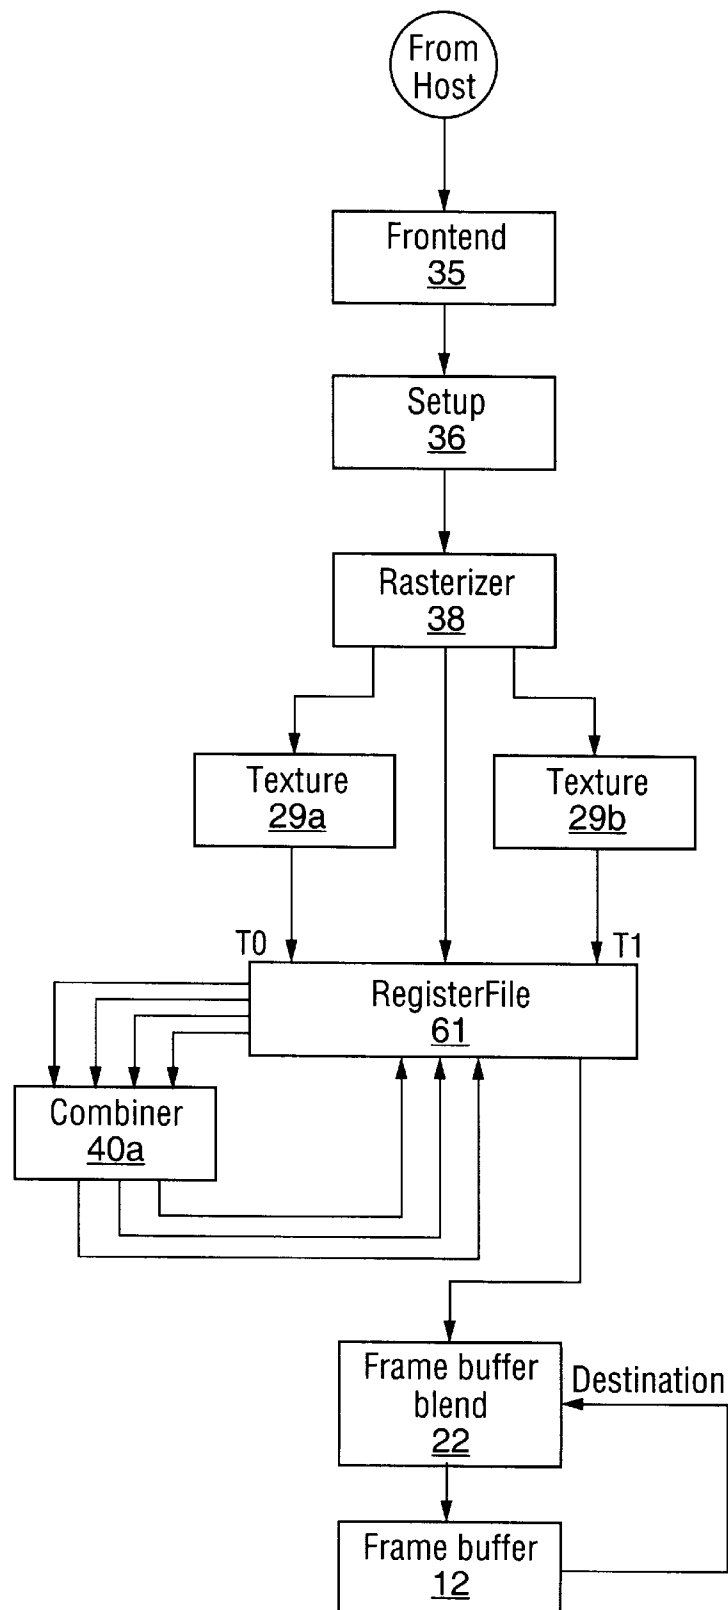 From
Host
Frontend
35
Setup
36
Rasterizer
38
Texture
29a
Texture
29b
T0
T1
RegisterFile
61
Combiner
40a
Frame buffer
blend
22
Destination
Frame buffer
12